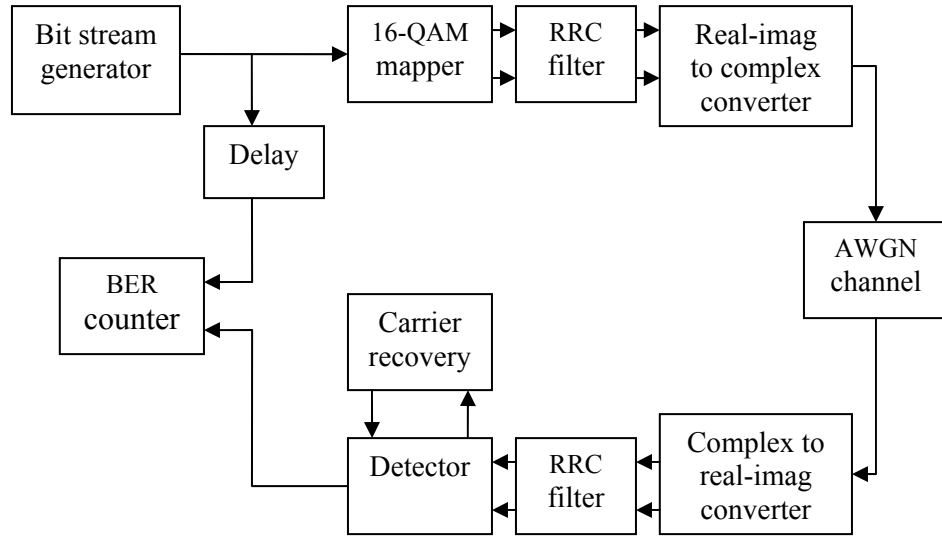 Bit stream
generator
16-QAM
mapper
RRC
filter
Real-imag
to complex
converter
Delay
AWGN
channel
BER
counter
Carrier
recovery
Detector
RRC
filter
Complex to
real-imag
converter